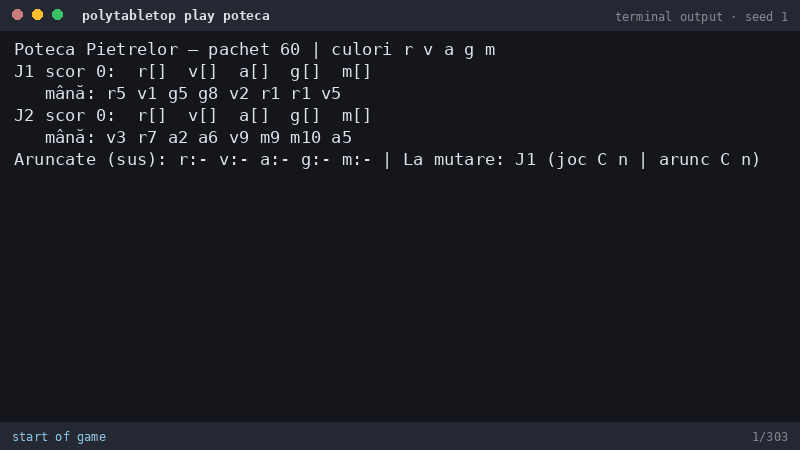 polytabletop play poteca
terminal output · seed 1
Poteca Pietrelor — pachet 60 | culori r v a g m
J1 scor 0:  r[]  v[]  a[]  g[]  m[]
mână: r5 v1 g5 g8 v2 r1 r1 v5
J2 scor 0:  r[]  v[]  a[]  g[]  m[]
mână: v3 r7 a2 a6 v9 m9 m10 a5
Aruncate (sus): r:- v:- a:- g:- m:- | La mutare: J1 (joc C n | arunc C n)
start of game
1/303